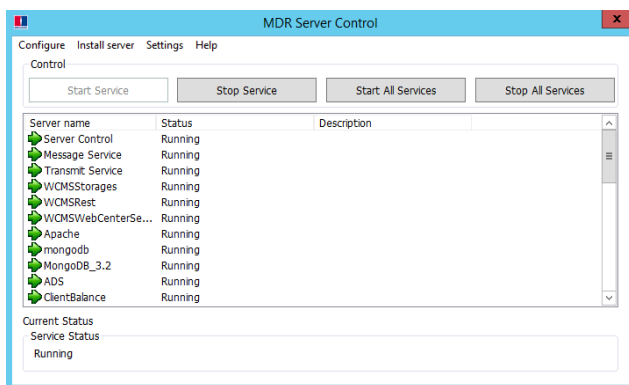 MDR Server Control
x
Configure Install server Settings Help
Control
Start Service Stop Service Start All Services Stop All Services
Server name Status Description
Server Control Running
Message Service Running
Transmit Service Running
WCMSStorages Running
WCMSRest Running
WCMSWebCenterSe... Running
Apache Running
mongodb Running
MongoDB_3.2 Running
ADS Running
ClientBalance Running
Current Status
Service Status
Running